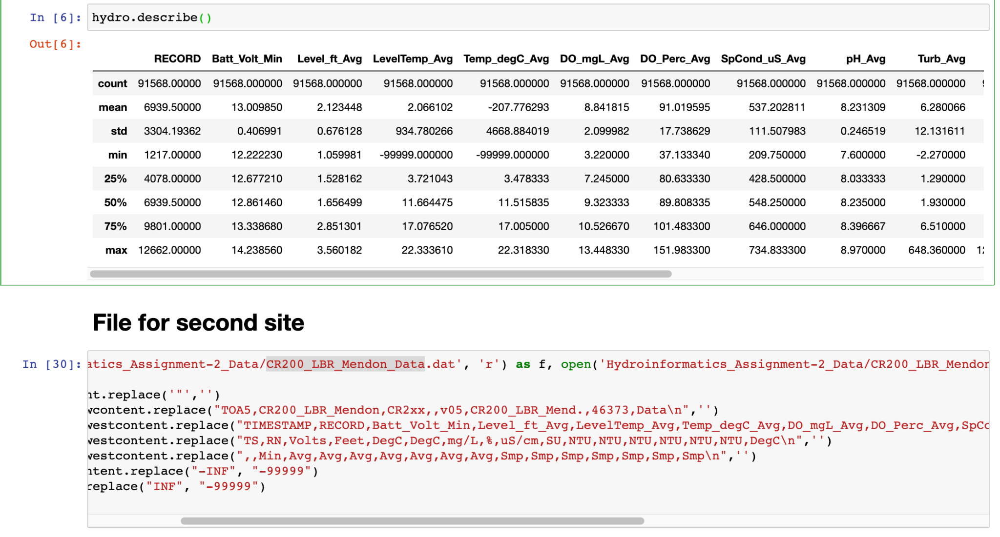 In [6]: hydro.describe()
Out[6]:
RECORD Batt_Volt_Min Level_ft_Avg LevelTemp_Avg Temp_degC_Avg DO_mgL_Avg DO_Perc_Avg SpCond_uS_Avg pH_Avg Turb_Avg
count 91568.00000 91568.000000 91568.000000 91568.000000 91568.000000 91568.000000 91568.000000 91568.000000 91568.000000 91568.000000
mean 6939.50000 13.009850 2.123448 2.066102 -207.776293 8.841815 91.019595 537.202811 8.231309 6.280066
std 3304.19362 0.406991 0.676128 934.780266 4668.884019 2.099982 17.738629 111.507983 0.246519 12.131611
min 1217.00000 12.222230 1.059981 -99999.000000 -99999.000000 3.220000 37.133340 209.750000 7.600000 -2.270000
25% 4078.00000 12.677210 1.528162 3.721043 3.478333 7.245000 80.633330 428.500000 8.033333 1.290000
50% 6939.50000 12.861460 1.656499 11.664475 11.515835 9.323333 89.808335 548.250000 8.235000 1.930000
75% 9801.00000 13.338680 2.851301 17.076520 17.005000 10.526670 101.483300 646.000000 8.396667 6.510000
max 12662.00000 14.238560 3.560182 22.333610 22.318330 13.448330 151.983300 734.833300 8.970000 648.360000
File for second site
In [30]: atics_Assignment-2_Data/CR200_LBR_Mendon_Data.dat', 'r') as f, open('Hydroinformatics_Assignment-2_Data/CR200_LBR_Mendon
nt.replace('"','')
wcontent.replace("TOA5,CR200_LBR_Mendon,CR2xx,,v05,CR200_LBR_Mend.,46373,Data\n",'')
westcontent.replace("TIMESTAMP,RECORD,Batt_Volt_Min,Level_ft_Avg,LevelTemp_Avg,Temp_degC_Avg,DO_mgL_Avg,DO_Perc_Avg,SpCo
westcontent.replace("TS,RN,Volts,Feet,DegC,DegC,mg/L,%,uS/cm,SU,NTU,NTU,NTU,NTU,NTU,NTU,DegC\n",'')
westcontent.replace(",,Min,Avg,Avg,Avg,Avg,Avg,Avg,Avg,Smp,Smp,Smp,Smp,Smp,Smp,Smp\n",'')
ntent.replace("-INF", "-99999")
replace("INF", "-99999")